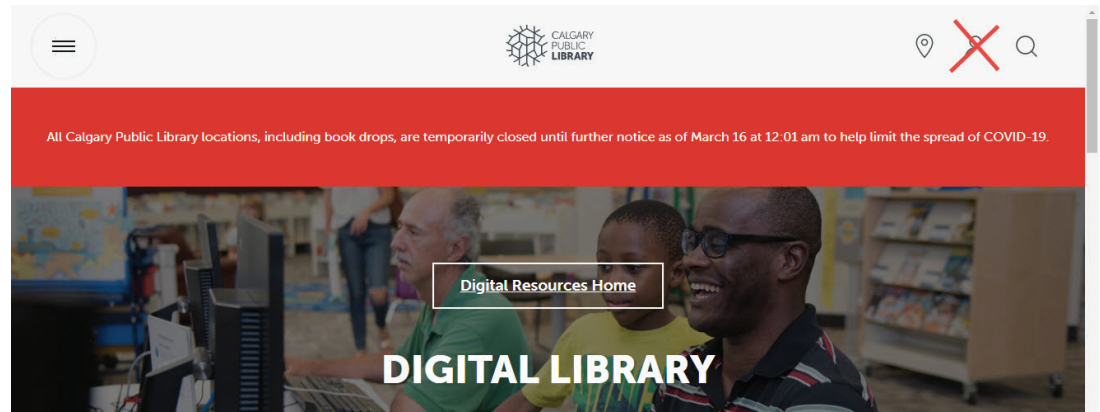 CALGARY
PUBLIC
LIBRARY
All Calgary Public Library locations, including book drops, are temporarily closed until further notice as of March 16 at 12:01 am to help limit the spread of COVID-19.
Digital Resources Home
DIGITAL LIBRARY